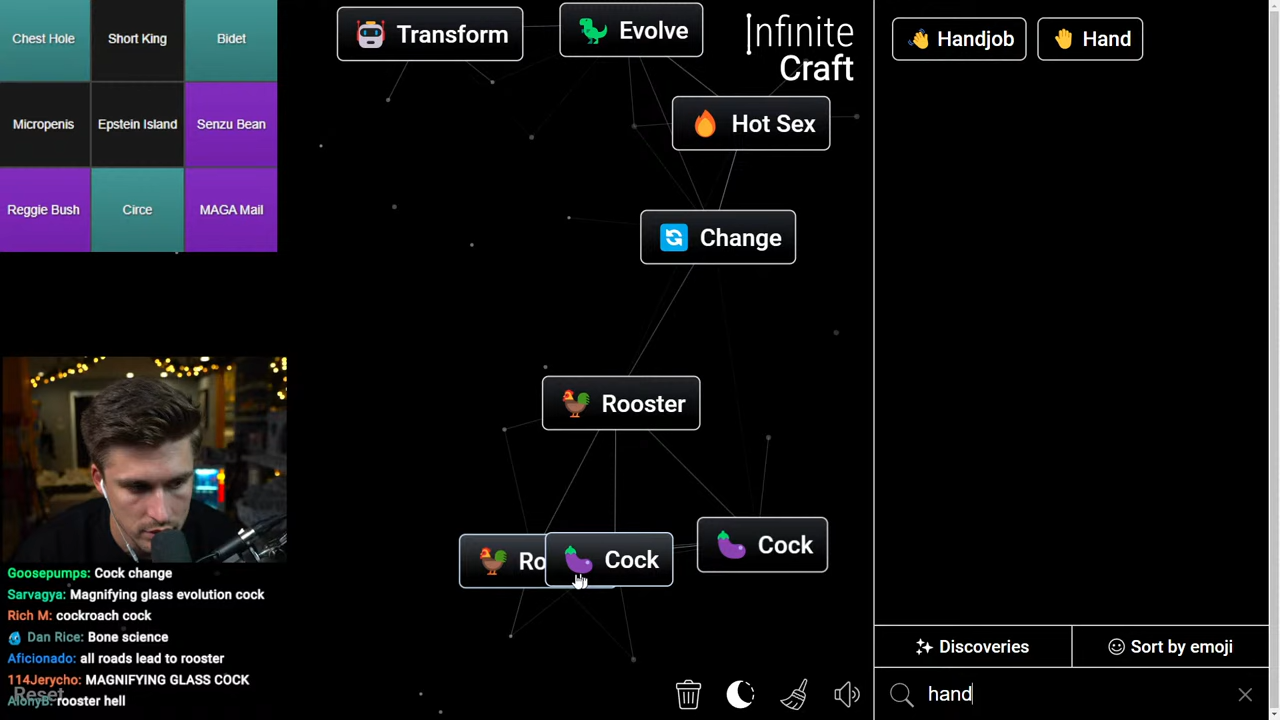 Chest Hole
Short King
Bidet
Micropenis
Epstein Island
Senzu Bean
Reggie Bush
Circe
MAGA Mail
Transform
Evolve
Infinite
Craft
Hot Sex
Change
Rooster
Ro
Cock
Cock
Handjob
Hand
Goosepumps: Cock change
Sarvagya: Magnifying glass evolution cock
Rich M: cockroach cock
Dan Rice: Bone science
Aficionado: all roads lead to rooster
114Jerycho: MAGNIFYING GLASS COCK
AlonyB: rooster hell
Reset
Discoveries
Sort by emoji
hand